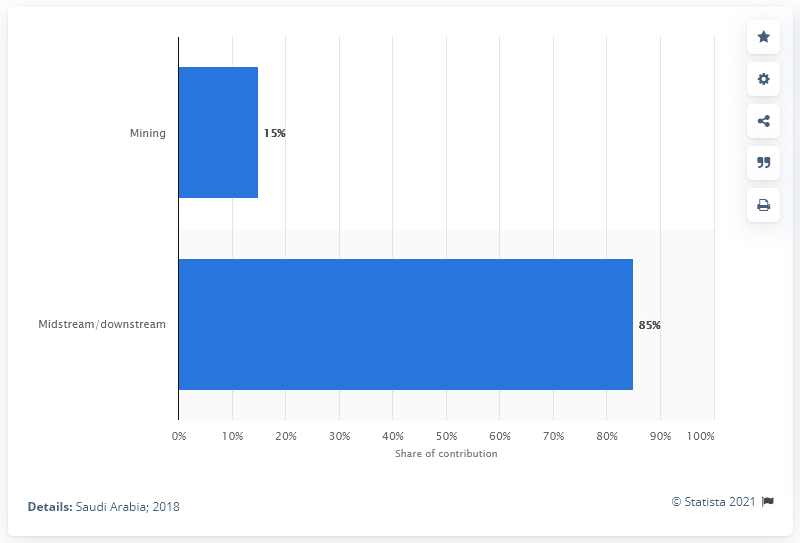 Mining
15%
Midstream/downstream
85%
0% 10% 20% 30% 40% 50% 60% 70% 80% 90% 100%
Share of contribution
Details: Saudi Arabia; 2018
© Statista 2021